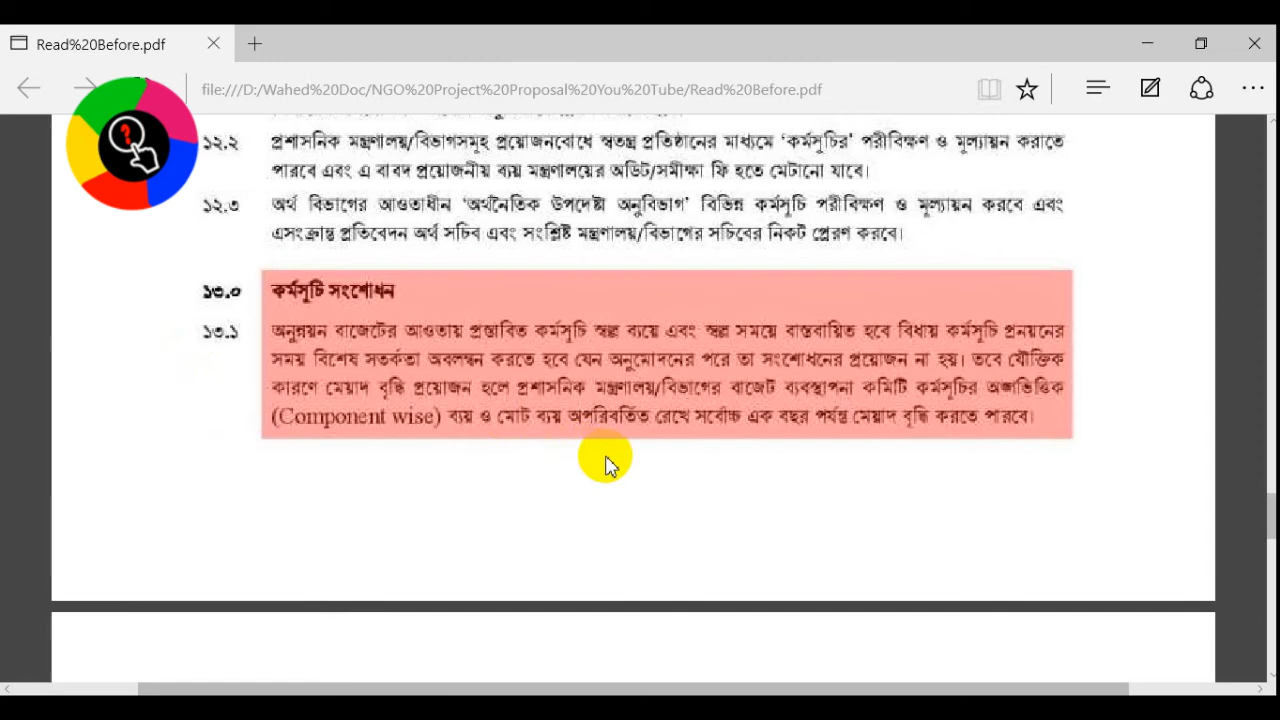 Read%20Before.pdf
file:///D:/Wahed%20Doc/NGO%20Project%20Proposal%20You%20Tube/Read%20Before.pdf
১২.২ প্রশাসনিক মন্ত্রণালয়/বিভাগসমূহ প্রয়োজনবোধে স্বতন্ত্র প্রতিষ্ঠানের মাধ্যমে ‘কর্মসূচির’ পরীবিক্ষণ ও মূল্যায়ন করাতে
পারবে এবং এ বাবদ প্রয়োজনীয় ব্যয় মন্ত্রণালয়ের অডিট/সমীক্ষা ফি হতে মেটানো যাবে।
১২.৩ অর্থ বিভাগের আওতাধীন ‘অর্থনৈতিক উপদেষ্টা অনুবিভাগ’ বিভিন্ন কর্মসূচি পরীবিক্ষণ ও মূল্যায়ন করবে এবং
এসংক্রান্ত প্রতিবেদন অর্থ সচিব এবং সংশ্লিষ্ট মন্ত্রণালয়/বিভাগের সচিবের নিকট প্রেরণ করবে।
১৩.০ কর্মসূচি সংশোধন
১৩.১ অনুন্নয়ন বাজেটের আওতায় প্রস্তাবিত কর্মসূচি স্বল্প ব্যয়ে এবং স্বল্প সময়ে বাস্তবায়িত হবে বিধায় কর্মসূচি প্রনয়নের
সময় বিশেষ সতর্কতা অবলম্বন করতে হবে যেন অনুমোদনের পরে তা সংশোধনের প্রয়োজন না হয়। তবে যৌক্তিক
কারণে মেয়াদ বৃদ্ধি প্রয়োজন হলে প্রশাসনিক মন্ত্রণালয়/বিভাগের বাজেট ব্যবস্থাপনা কমিটি কর্মসূচির অঙ্গভিত্তিক
(Component wise) ব্যয় ও মোট ব্যয় অপরিবর্তিত রেখে সর্বোচ্চ এক বছর পর্যন্ত মেয়াদ বৃদ্ধি করতে পারবে।